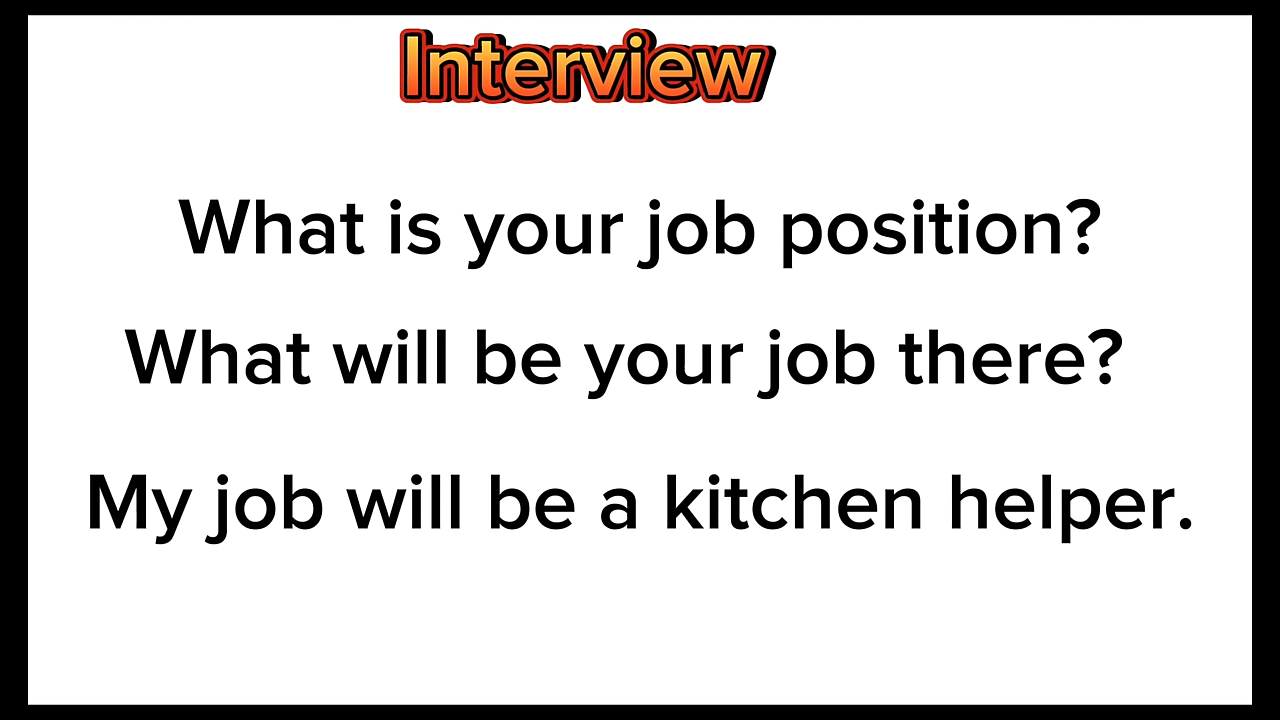 Interview
What is your job position?
What will be your job there?
My job will be a kitchen helper.